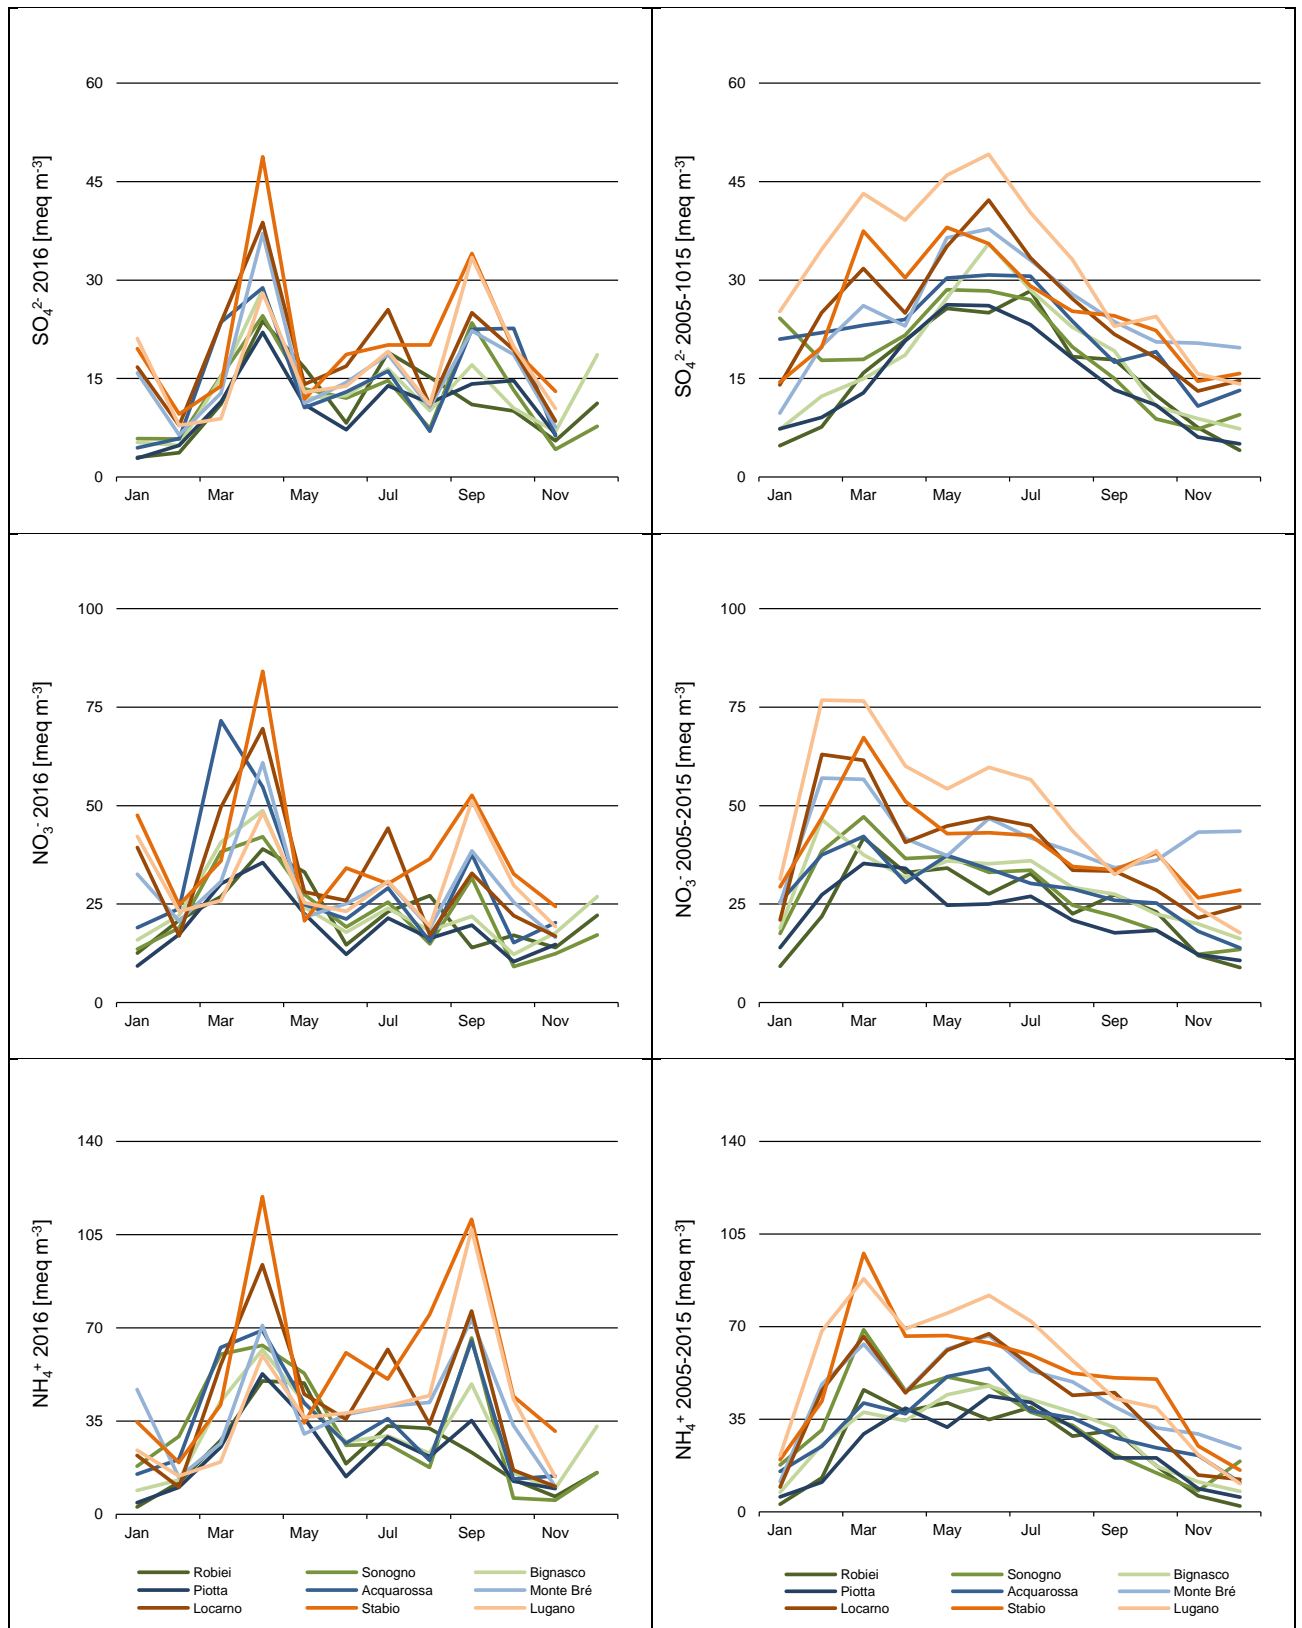 60
45
30
15
0
SO₄²⁻ 2016 [meq m⁻³]
Jan Mar May Jul Sep Nov
60
45
30
15
0
SO₄²⁻ 2005-1015 [meq m⁻³]
Jan Mar May Jul Sep Nov
100
75
50
25
0
NO₃⁻ 2016 [meq m⁻³]
Jan Mar May Jul Sep Nov
100
75
50
25
0
NO₃⁻ 2005-2015 [meq m⁻³]
Jan Mar May Jul Sep Nov
140
105
70
35
0
NH₄⁺ 2016 [meq m⁻³]
Jan Mar May Jul Sep Nov
Robiei Sonogno Bignasco
Piotta Acquarossa Monte Bré
Locarno Stabio Lugano
140
105
70
35
0
NH₄⁺ 2005-2015 [meq m⁻³]
Jan Mar May Jul Sep Nov
Robiei Sonogno Bignasco
Piotta Acquarossa Monte Bré
Locarno Stabio Lugano